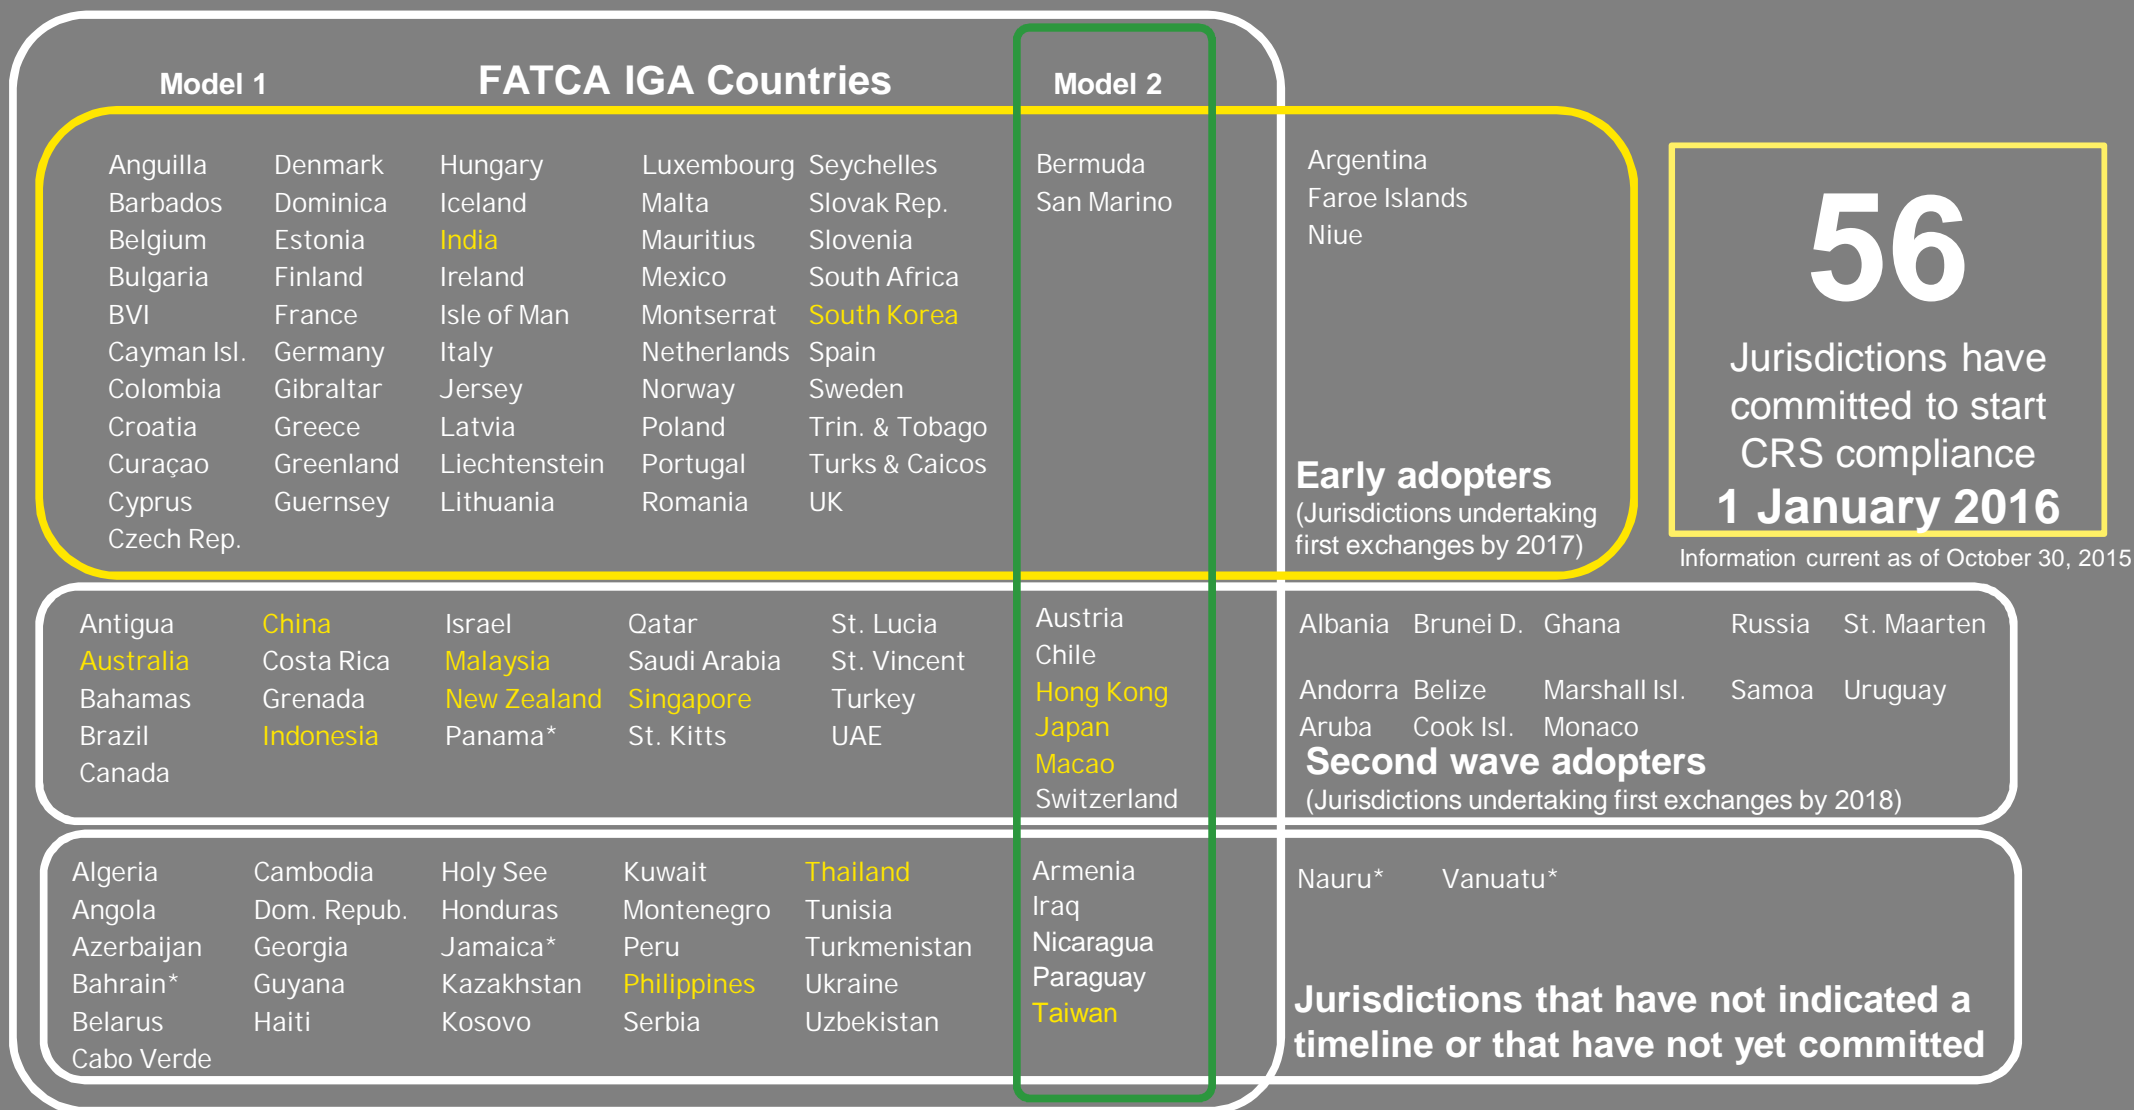 Model 1 FATCA IGA Countries Model 2
Anguilla Denmark Hungary Luxembourg Seychelles Bermuda Argentina
Barbados Dominica Iceland Malta Slovak Rep. San Marino Faroe Islands
Belgium Estonia India Mauritius Slovenia Niue
Bulgaria Finland Ireland Mexico South Africa
BVI France Isle of Man Montserrat South Korea
Cayman Isl. Germany Italy Netherlands Spain
Colombia Gibraltar Jersey Norway Sweden
Croatia Greece Latvia Poland Trin. & Tobago
Curaçao Greenland Liechtenstein Portugal Turks & Caicos
Cyprus Guernsey Lithuania Romania UK
Czech Rep.
Early adopters
(Jurisdictions undertaking
first exchanges by 2017)
56
Jurisdictions have
committed to start
CRS compliance
1 January 2016
Information current as of October 30, 2015
Antigua China Israel Qatar St. Lucia Austria Albania Brunei D. Ghana Russia St. Maarten
Australia Costa Rica Malaysia Saudi Arabia St. Vincent Chile
Bahamas Grenada New Zealand Singapore Turkey Hong Kong Andorra Belize Marshall Isl. Samoa Uruguay
Brazil Indonesia Panama* St. Kitts UAE Japan Aruba Cook Isl. Monaco
Canada Macao
Switzerland
Second wave adopters
(Jurisdictions undertaking first exchanges by 2018)
Algeria Cambodia Holy See Kuwait Thailand Armenia Nauru* Vanuatu*
Angola Dom. Repub. Honduras Montenegro Tunisia Iraq
Azerbaijan Georgia Jamaica* Peru Turkmenistan Nicaragua
Bahrain* Guyana Kazakhstan Philippines Ukraine Paraguay
Belarus Haiti Kosovo Serbia Uzbekistan Taiwan
Cabo Verde
Jurisdictions that have not indicated a
timeline or that have not yet committed